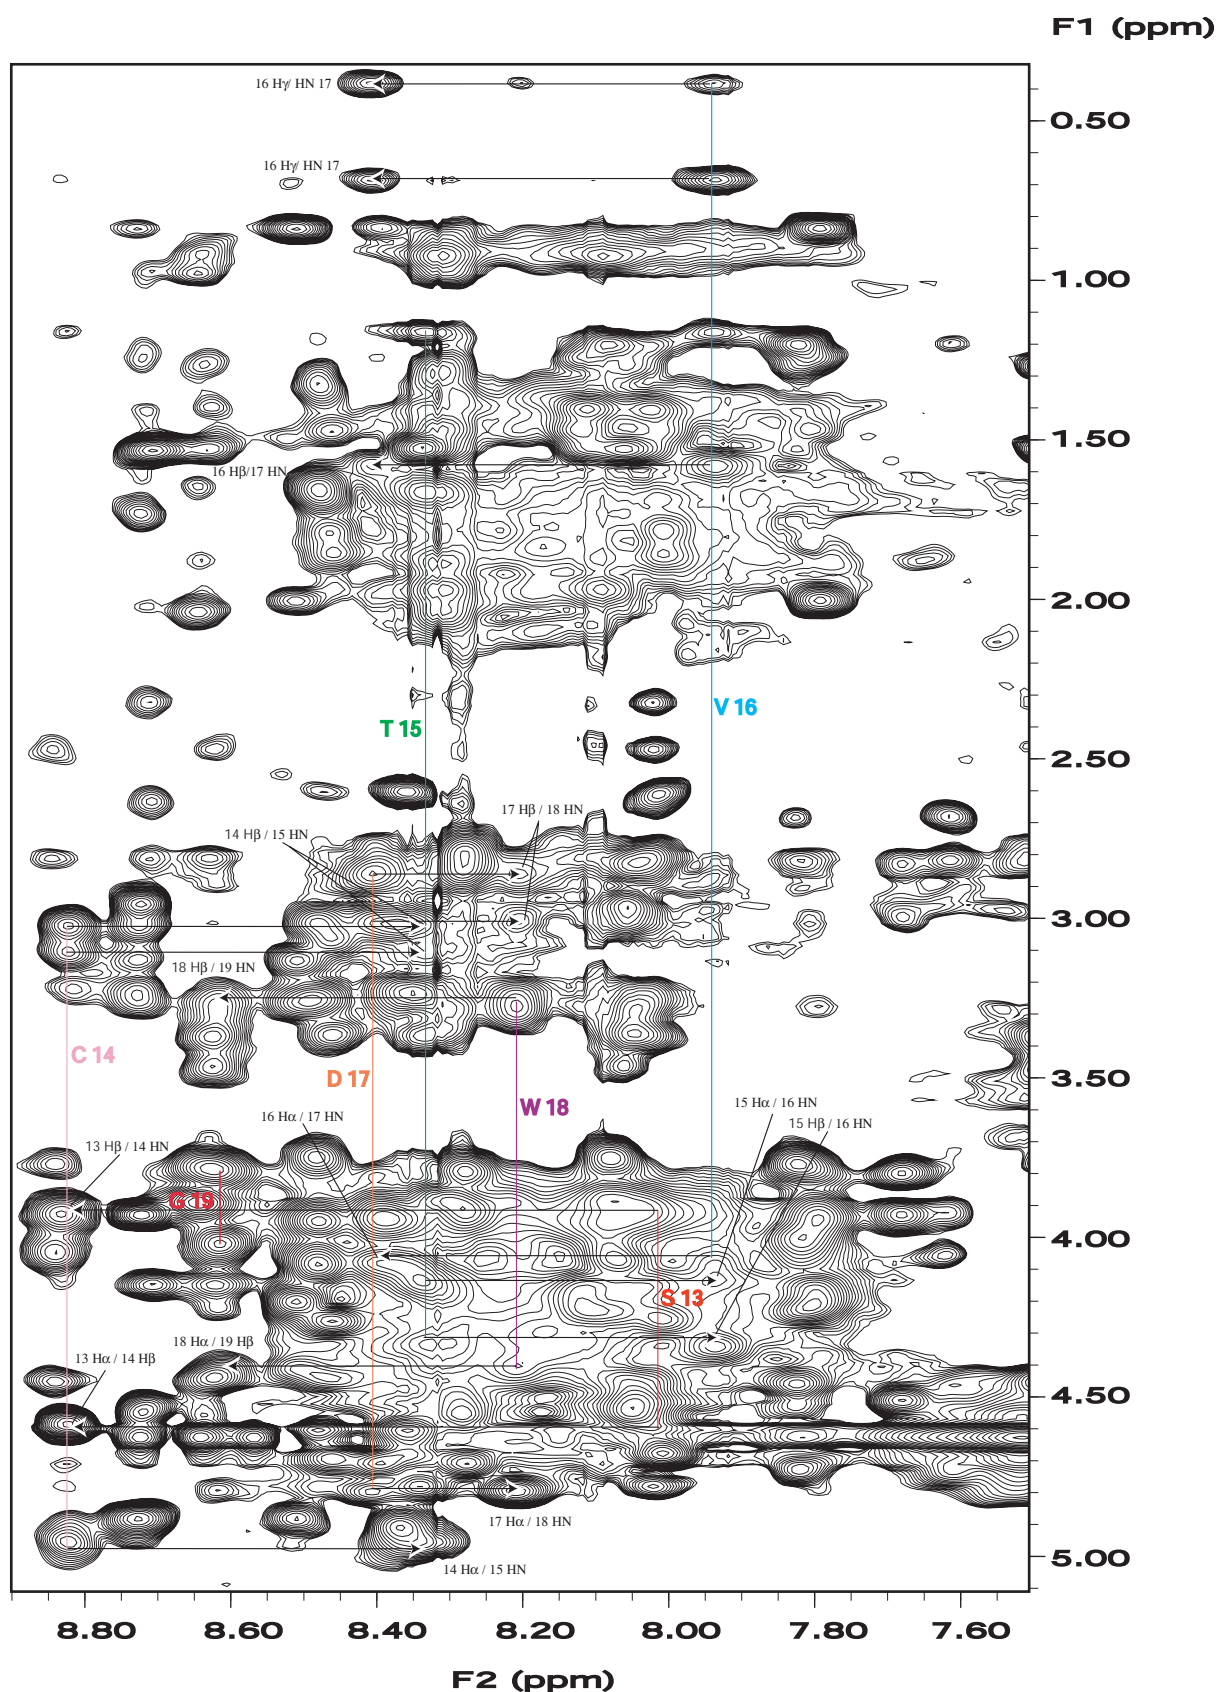 F1 (ppm)
16 Hγ/ HN 17
0.50
16 Hγ/ HN 17
1.00
1.50
16 Hβ/17 HN
2.00
T 15
V 16
2.50
17 Hβ / 18 HN
14 Hβ / 15 HN
3.00
18 Hβ / 19 HN
C 14
D 17
3.50
W 18
15 Hα / 16 HN
16 Hα / 17 HN
15 Hβ / 16 HN
13 Hβ / 14 HN
G 19
4.00
S 13
18 Hα / 19 Hβ
13 Hα / 14 Hβ
4.50
17 Hα / 18 HN
5.00
14 Hα / 15 HN
8.80 8.60 8.40 8.20 8.00 7.80 7.60
F2 (ppm)